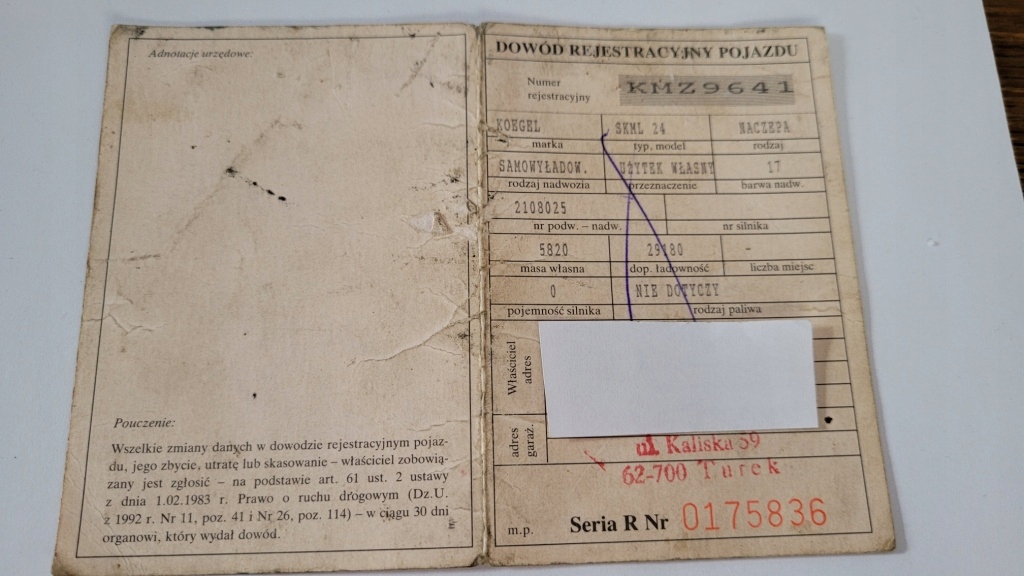 Adnotacje urzędowe:
Pouczenie:
Wszelkie zmiany danych w dowodzie rejestracyjnym pojaz-
du, jego zbycie, utratę lub skasowanie – właściciel zobowią-
zany jest zgłosić – na podstawie art. 61 ust. 2 ustawy
z dnia 1.02.1983 r. Prawo o ruchu drogowym (Dz.U.
z 1992 r. Nr 11, poz. 41 i Nr 26, poz. 114) – w ciągu 30 dni
organowi, który wydał dowód.
DOWÓD REJESTRACYJNY POJAZDU
Numer
rejestracyjny
KMZ9641
KOEGEL SKML 24 NACZEPA
marka typ, model rodzaj
SAMOWYŁADOW. UŻYTEK WŁASNY 17
rodzaj nadwozia przeznaczenie barwa nadw.
2108025
nr podw. – nadw. nr silnika
5820 29180 –
masa własna dop. ładowność liczba miejsc
0 NIE DOTYCZY
pojemność silnika rodzaj paliwa
Właściciel
adres
adres
garaż.
ul. Kaliska 59
62-700 Turek
m.p. Seria R Nr 0175836